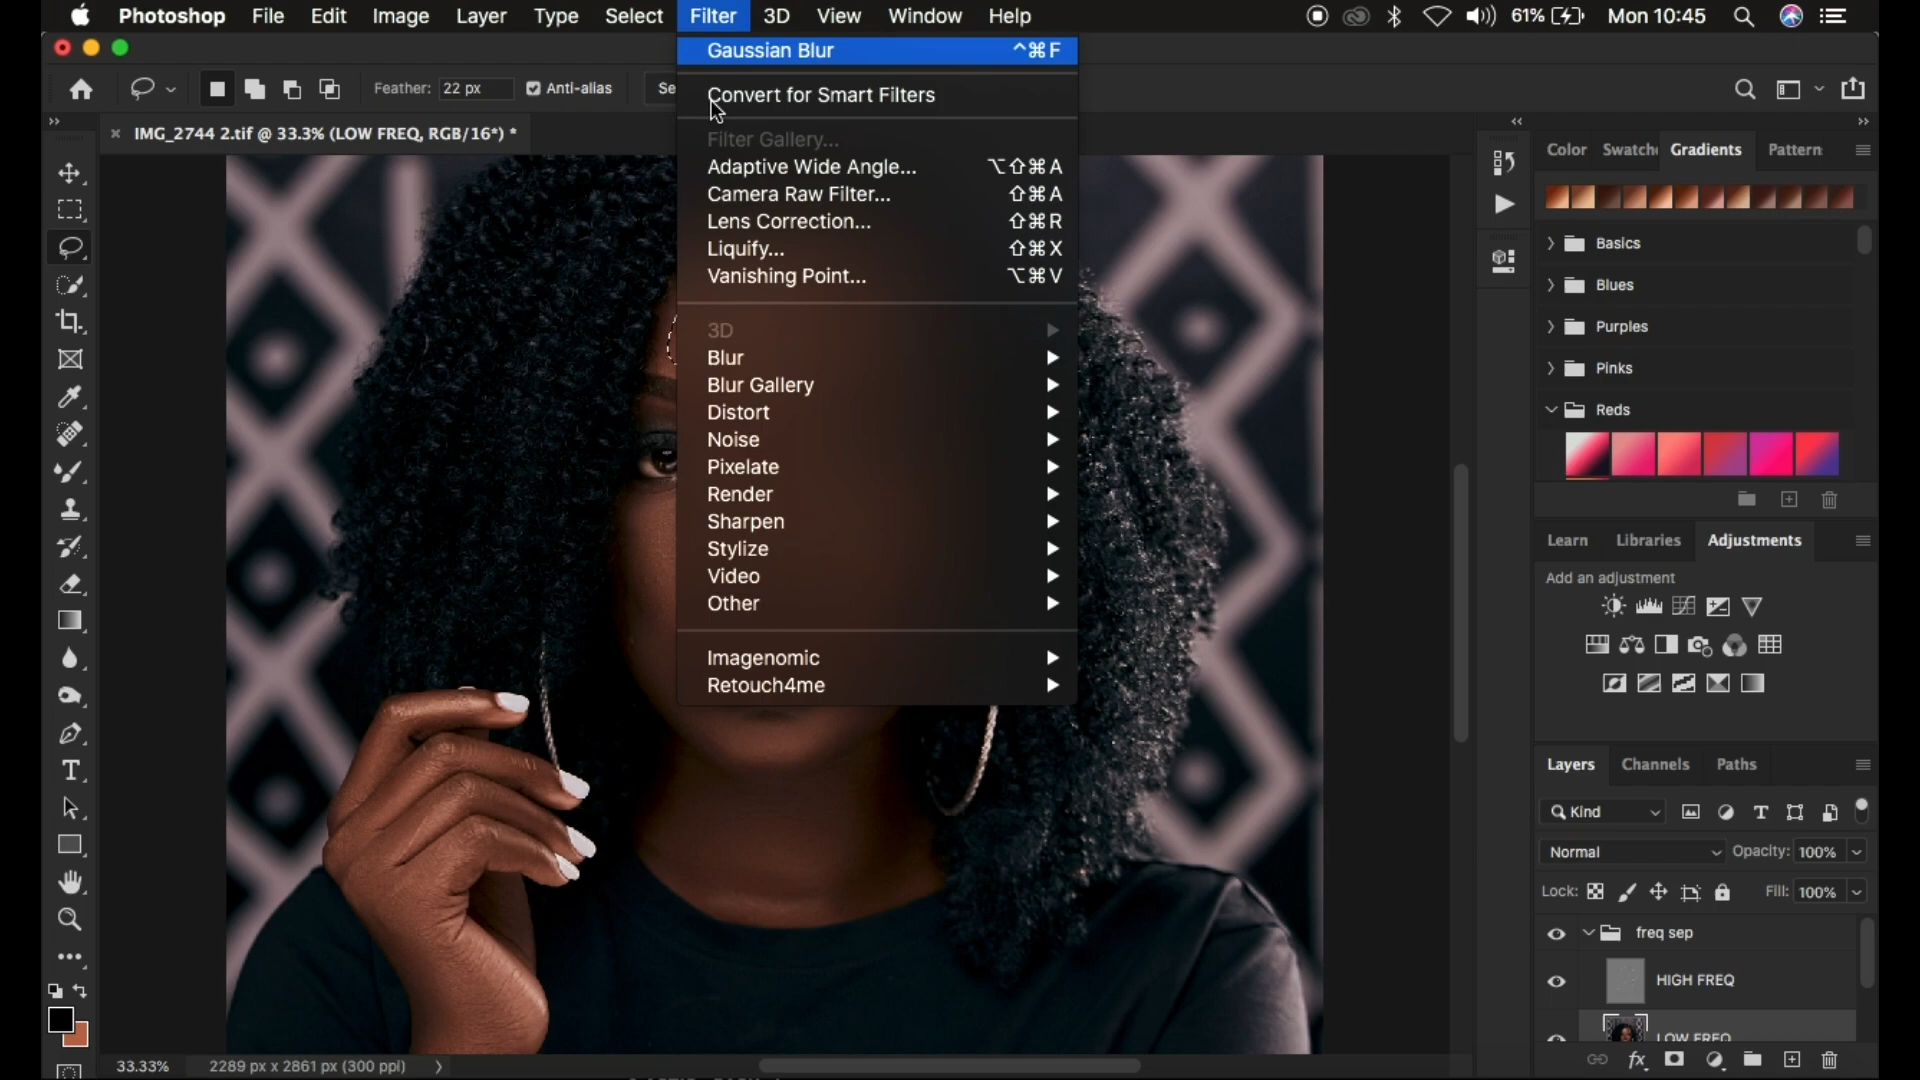 Photoshop File Edit Image Layer Type Select Filter 3D View Window Help 61% Mon 10:45
Gaussian Blur ^⌘F
Feather: 22 px Anti-alias Se
Convert for Smart Filters
IMG_2744 2.tif @ 33.3% (LOW FREQ, RGB/16*) *
Filter Gallery...
Adaptive Wide Angle... ⌥⇧⌘A
Camera Raw Filter... ⇧⌘A
Lens Correction... ⇧⌘R
Liquify... ⇧⌘X
Vanishing Point... ⌥⌘V
3D
Blur
Blur Gallery
Distort
Noise
Pixelate
Render
Sharpen
Stylize
Video
Other
Imagenomic
Retouch4me
Color Swatche Gradients Pattern
Basics
Blues
Purples
Pinks
Reds
Learn Libraries Adjustments
Add an adjustment
Layers Channels Paths
Kind
Normal Opacity: 100%
Lock: Fill: 100%
freq sep
HIGH FREQ
LOW FREQ
33.33% 2289 px x 2861 px (300 ppi)